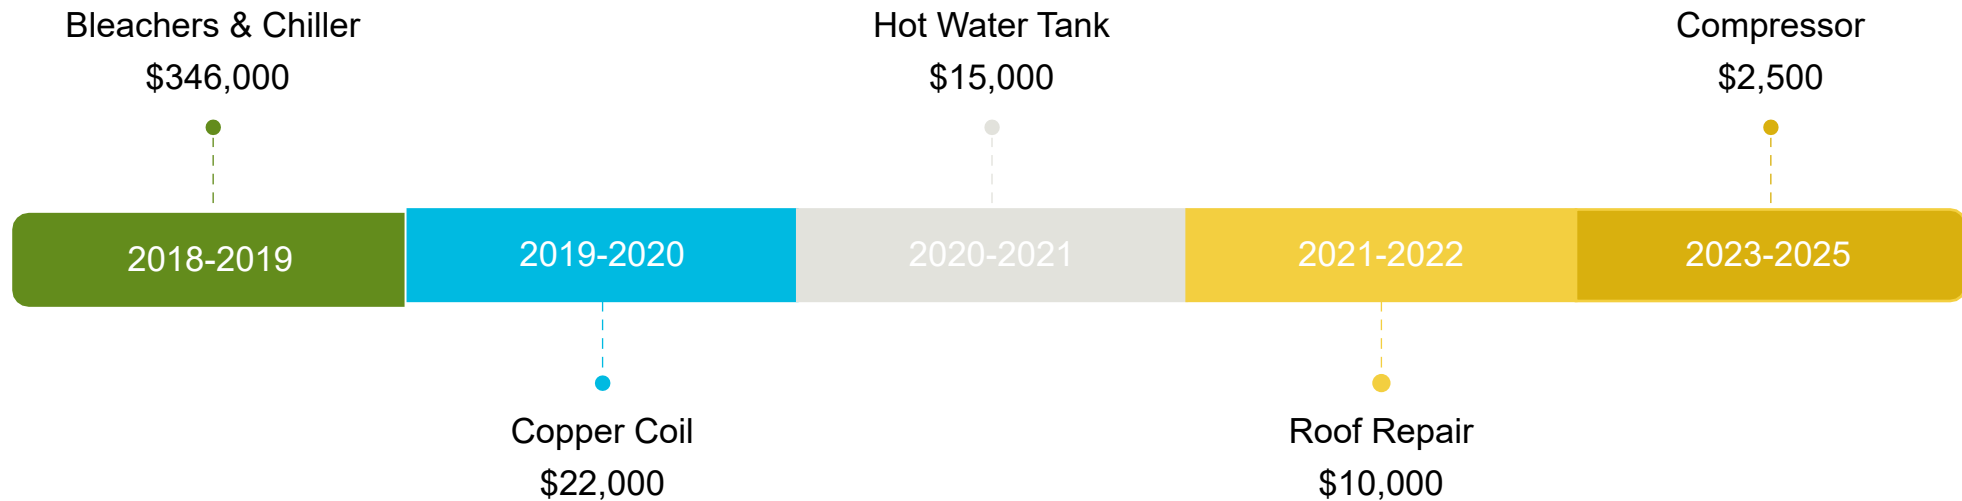 Bleachers & Chiller
$346,000
Hot Water Tank
$15,000
Compressor
$2,500
2018-2019
2019-2020
2020-2021
2021-2022
2023-2025
Copper Coil
$22,000
Roof Repair
$10,000